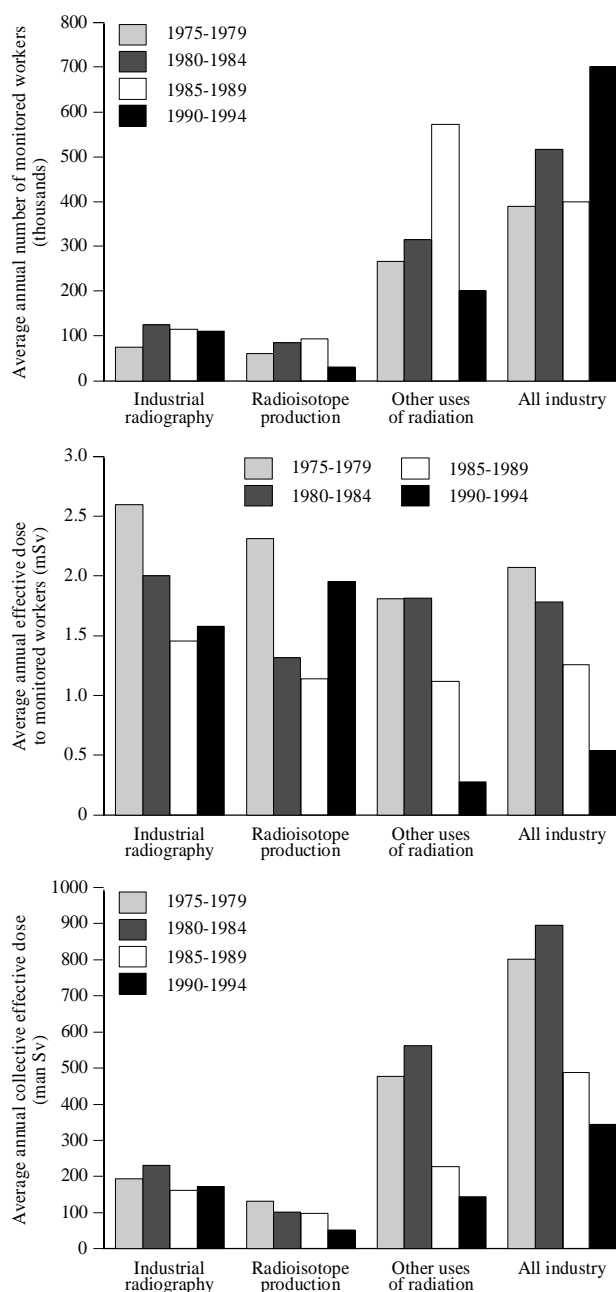 Average annual number of monitored workers
(thousands)
800
700
600
500
400
300
200
100
0
1975-1979
1980-1984
1985-1989
1990-1994
Industrial radiography
Radioisotope production
Other uses of radiation
All industry
Average annual effective dose
to monitored workers (mSv)
3.0
2.5
2.0
1.5
1.0
0.5
0
1975-1979
1980-1984
1985-1989
1990-1994
Industrial radiography
Radioisotope production
Other uses of radiation
All industry
Average annual collective effective dose
(man Sv)
1000
900
800
700
600
500
400
300
200
100
0
1975-1979
1980-1984
1985-1989
1990-1994
Industrial radiography
Radioisotope production
Other uses of radiation
All industry